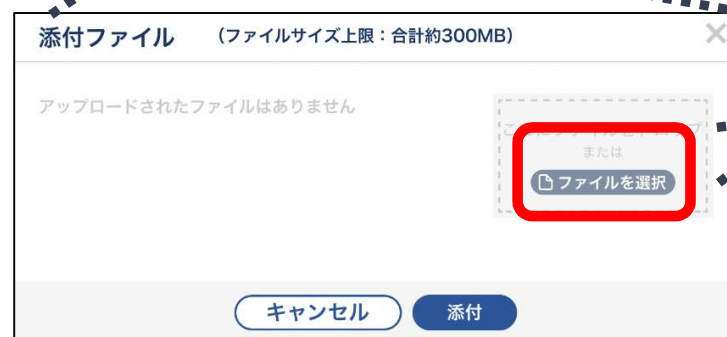 添付ファイル （ファイルサイズ上限：合計約300MB）
アップロードされたファイルはありません
または
ファイルを選択
キャンセル 添付